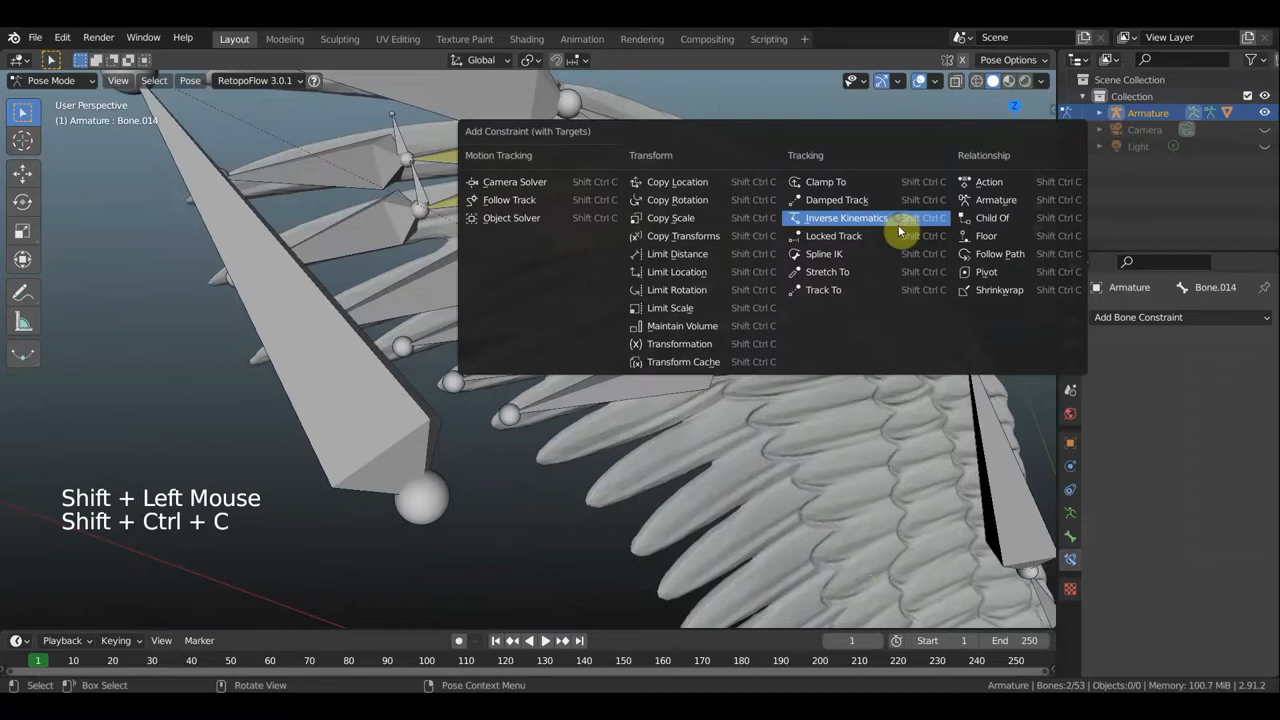 File Edit Render Window Help Layout Modeling Sculpting UV Editing Texture Paint Shading Animation Rendering Compositing Scripting + Scene View Layer
Global Pose Options
Pose Mode View Select Pose RetopoFlow 3.0.1 ?
Scene Collection
Collection
Armature
Camera
Light
User Perspective
(1) Armature : Bone.014
Z
Add Constraint (with Targets)
Motion Tracking Transform Tracking Relationship
Camera Solver Shift Ctrl C Copy Location Shift Ctrl C Clamp To Shift Ctrl C Action Shift Ctrl C
Follow Track Shift Ctrl C Copy Rotation Shift Ctrl C Damped Track Shift Ctrl C Armature Shift Ctrl C
Object Solver Shift Ctrl C Copy Scale Shift Ctrl C Inverse Kinematics Shift Ctrl C Child Of Shift Ctrl C
Copy Transforms Shift Ctrl C Locked Track Shift Ctrl C Floor Shift Ctrl C
Limit Distance Shift Ctrl C Spline IK Shift Ctrl C Follow Path Shift Ctrl C
Limit Location Shift Ctrl C Stretch To Shift Ctrl C Pivot Shift Ctrl C
Limit Rotation Shift Ctrl C Track To Shift Ctrl C Shrinkwrap Shift Ctrl C
Limit Scale Shift Ctrl C
Maintain Volume Shift Ctrl C
Transformation Shift Ctrl C
Transform Cache Shift Ctrl C
Armature Bone.014
Add Bone Constraint
Shift + Left Mouse
Shift + Ctrl + C
Playback Keying View Marker 1 Start 1 End 250
1 10 20 30 40 50 60 70 80 90 100 110 120 130 140 150 160 170 180 190 200 210 220 230 240 250
Select Box Select Rotate View Pose Context Menu Armature | Bones:2/53 | Objects:0/0 | Memory: 100.7 MiB | 2.91.2